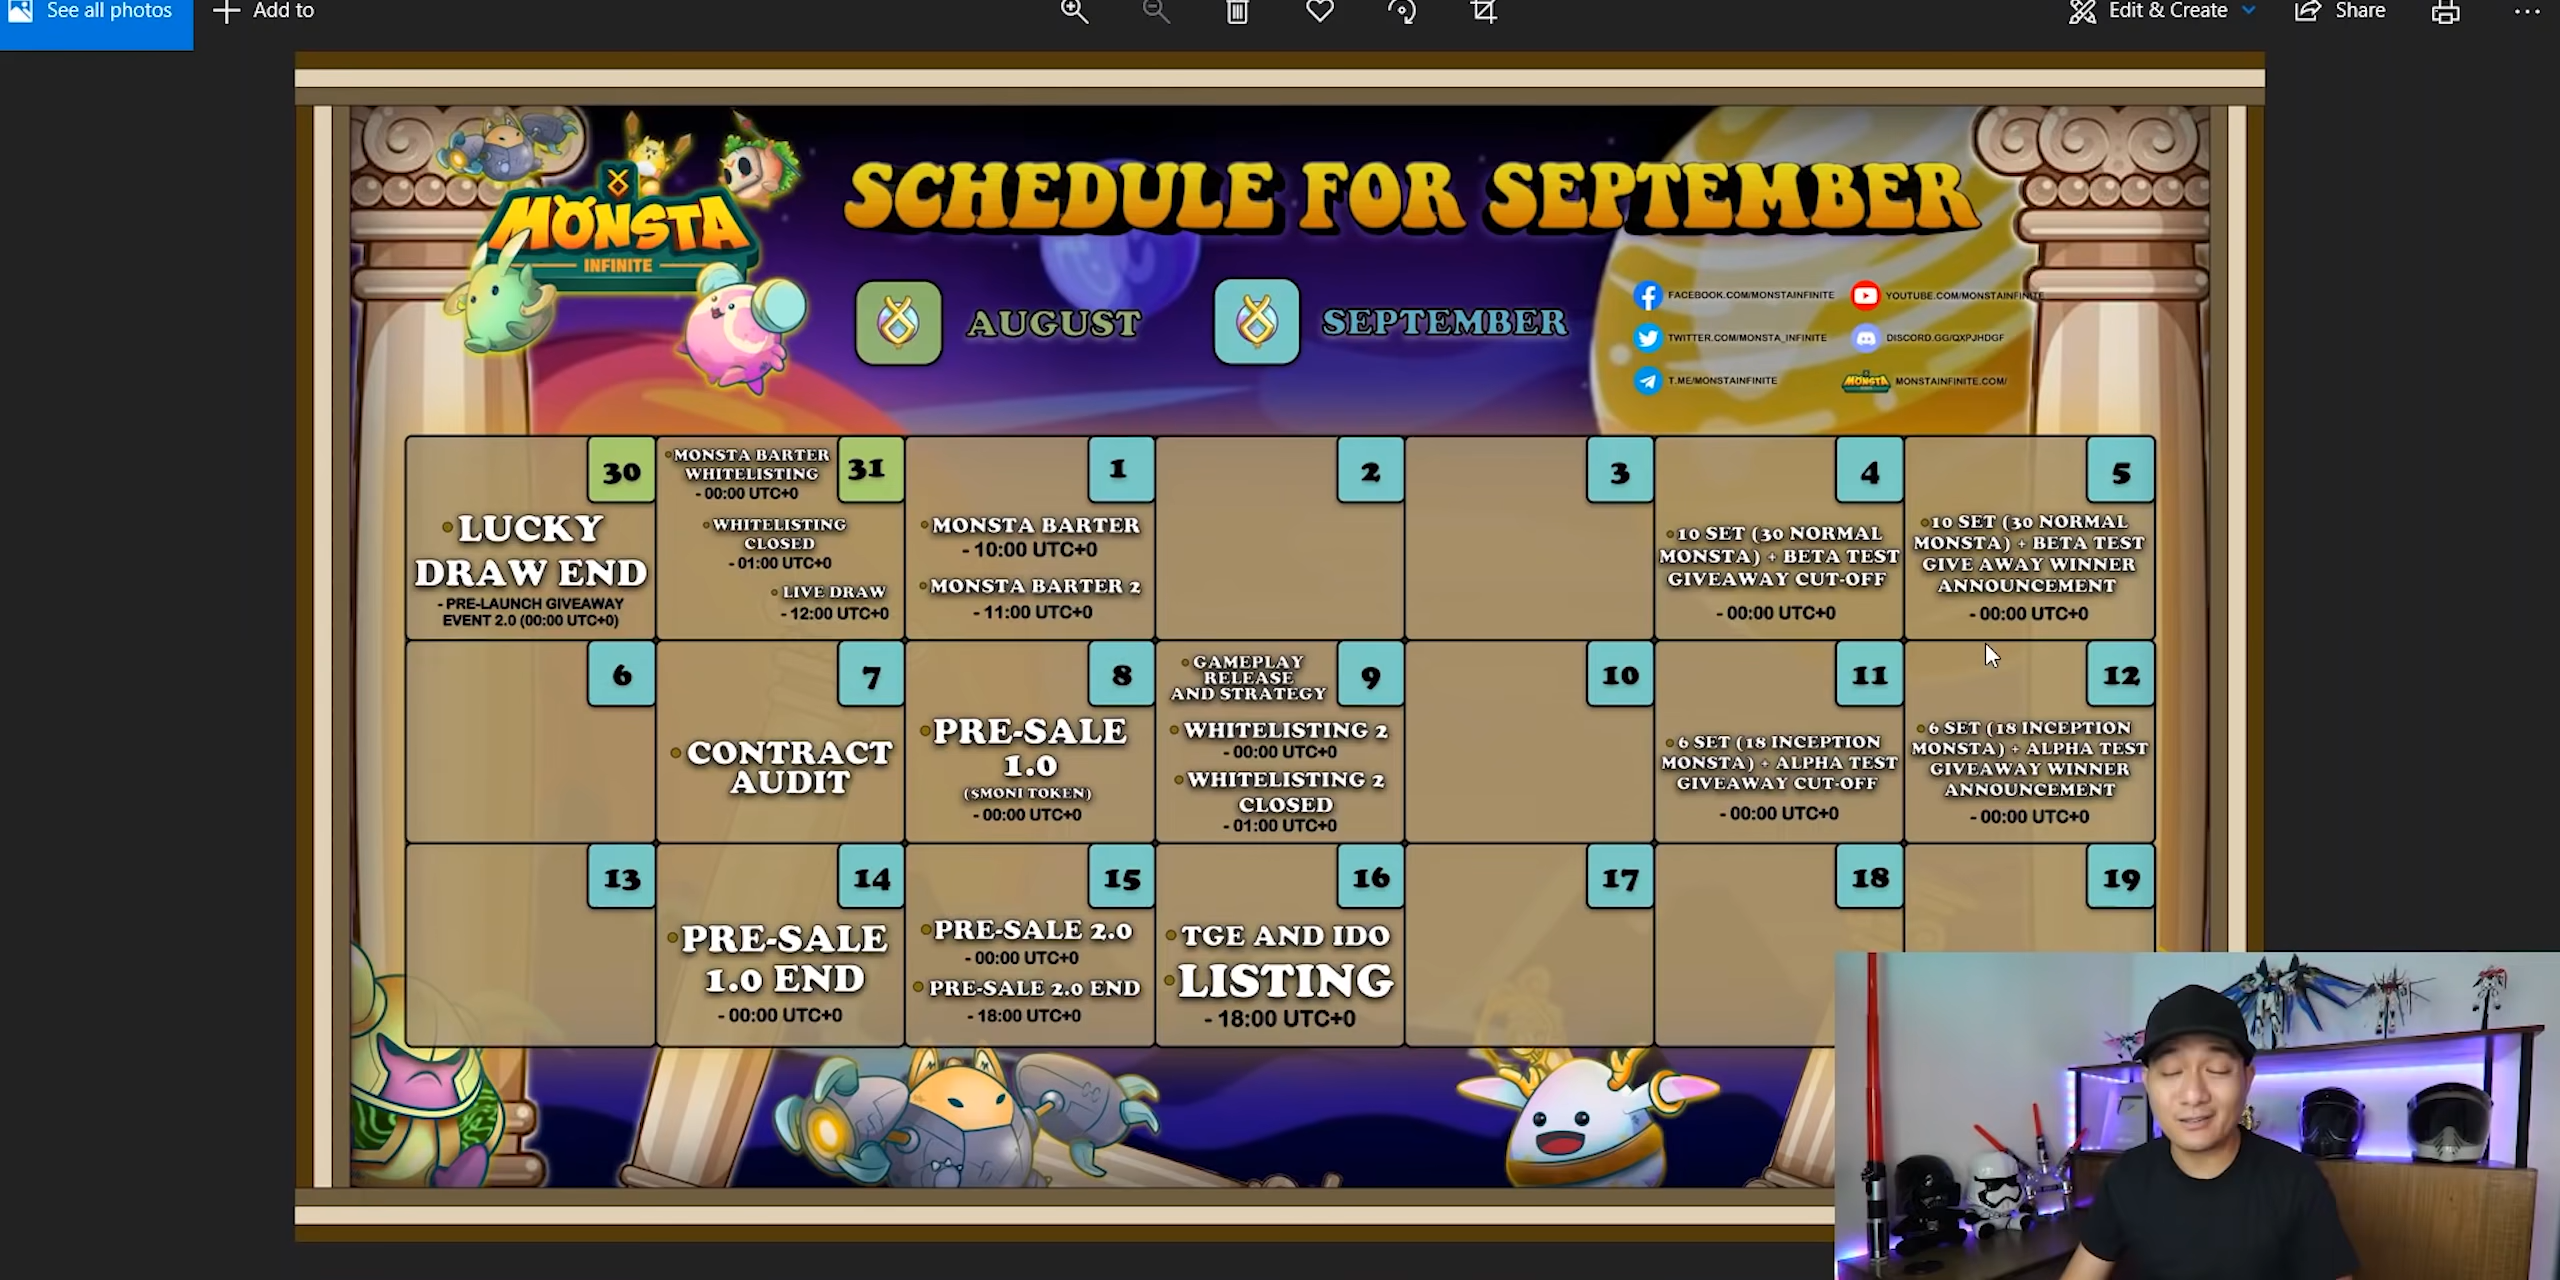 See all photos
Add to
Edit & Create
Share
MONSTA
INFINITE
SCHEDULE FOR SEPTEMBER
AUGUST
SEPTEMBER
FACEBOOK.COM/MONSTAINFINITE
YOUTUBE.COM/MONSTAINFINITE
TWITTER.COM/MONSTA_INFINITE
DISCORD.GG/QXPJHDGF
T.ME/MONSTAINFINITE
MONSTA
MONSTAINFINITE.COM/
30
LUCKY
DRAW END
- PRE-LAUNCH GIVEAWAY
EVENT 2.0 (00:00 UTC+0)
31
MONSTA BARTER
WHITELISTING
- 00:00 UTC+0
WHITELISTING
CLOSED
- 01:00 UTC+0
LIVE DRAW
- 12:00 UTC+0
1
MONSTA BARTER
- 10:00 UTC+0
MONSTA BARTER 2
- 11:00 UTC+0
2
3
4
10 SET (30 NORMAL
MONSTA) + BETA TEST
GIVEAWAY CUT-OFF
- 00:00 UTC+0
5
10 SET (30 NORMAL
MONSTA) + BETA TEST
GIVE AWAY WINNER
ANNOUNCEMENT
- 00:00 UTC+0
6
7
CONTRACT
AUDIT
8
PRE-SALE
1.0
($MONI TOKEN)
- 00:00 UTC+0
9
GAMEPLAY
RELEASE
AND STRATEGY
WHITELISTING 2
- 00:00 UTC+0
WHITELISTING 2
CLOSED
- 01:00 UTC+0
10
11
6 SET (18 INCEPTION
MONSTA) + ALPHA TEST
GIVEAWAY CUT-OFF
- 00:00 UTC+0
12
6 SET (18 INCEPTION
MONSTA) + ALPHA TEST
GIVEAWAY WINNER
ANNOUNCEMENT
- 00:00 UTC+0
13
14
PRE-SALE
1.0 END
- 00:00 UTC+0
15
PRE-SALE 2.0
- 00:00 UTC+0
PRE-SALE 2.0 END
- 18:00 UTC+0
16
TGE AND IDO
LISTING
- 18:00 UTC+0
17
18
19